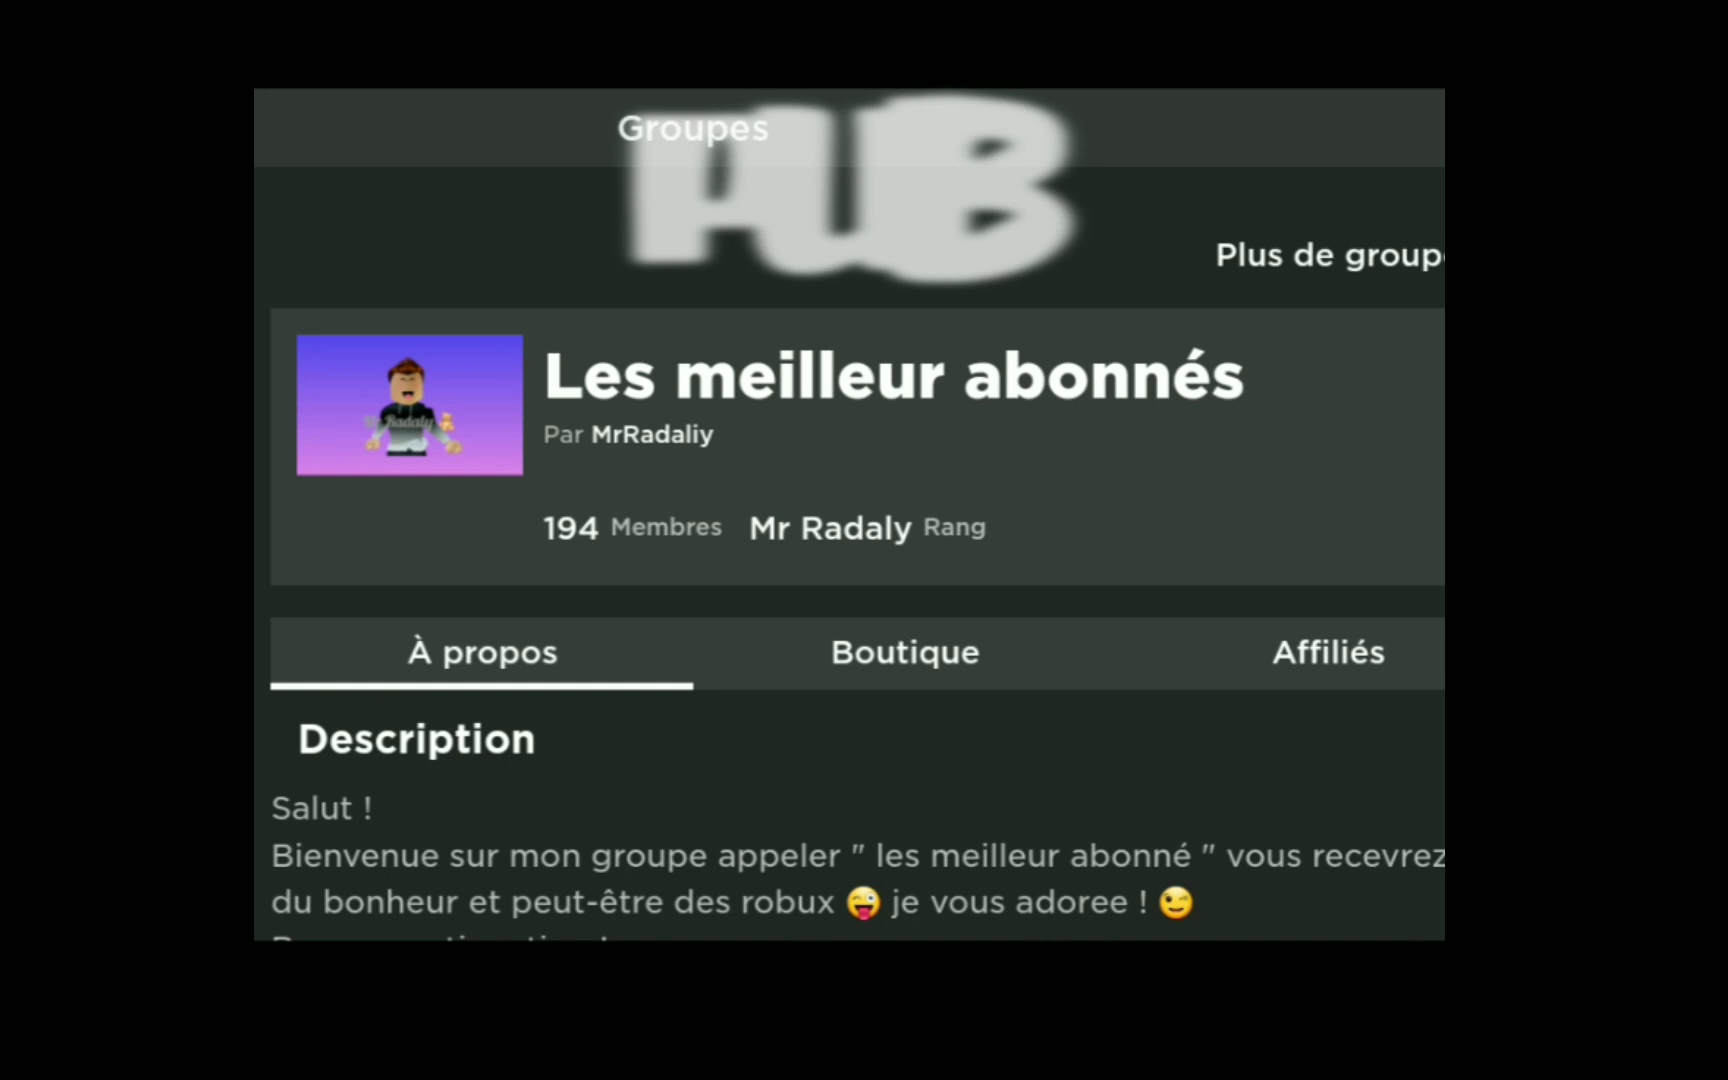 Groupes
Plus de group
Les meilleur abonnés
Par MrRadaliy
194 Membres Mr Radaly Rang
À propos Boutique Affiliés
Description
Salut !
Bienvenue sur mon groupe appeler " les meilleur abonné " vous recevrez
du bonheur et peut-être des robux 😜 je vous adoree ! 😉